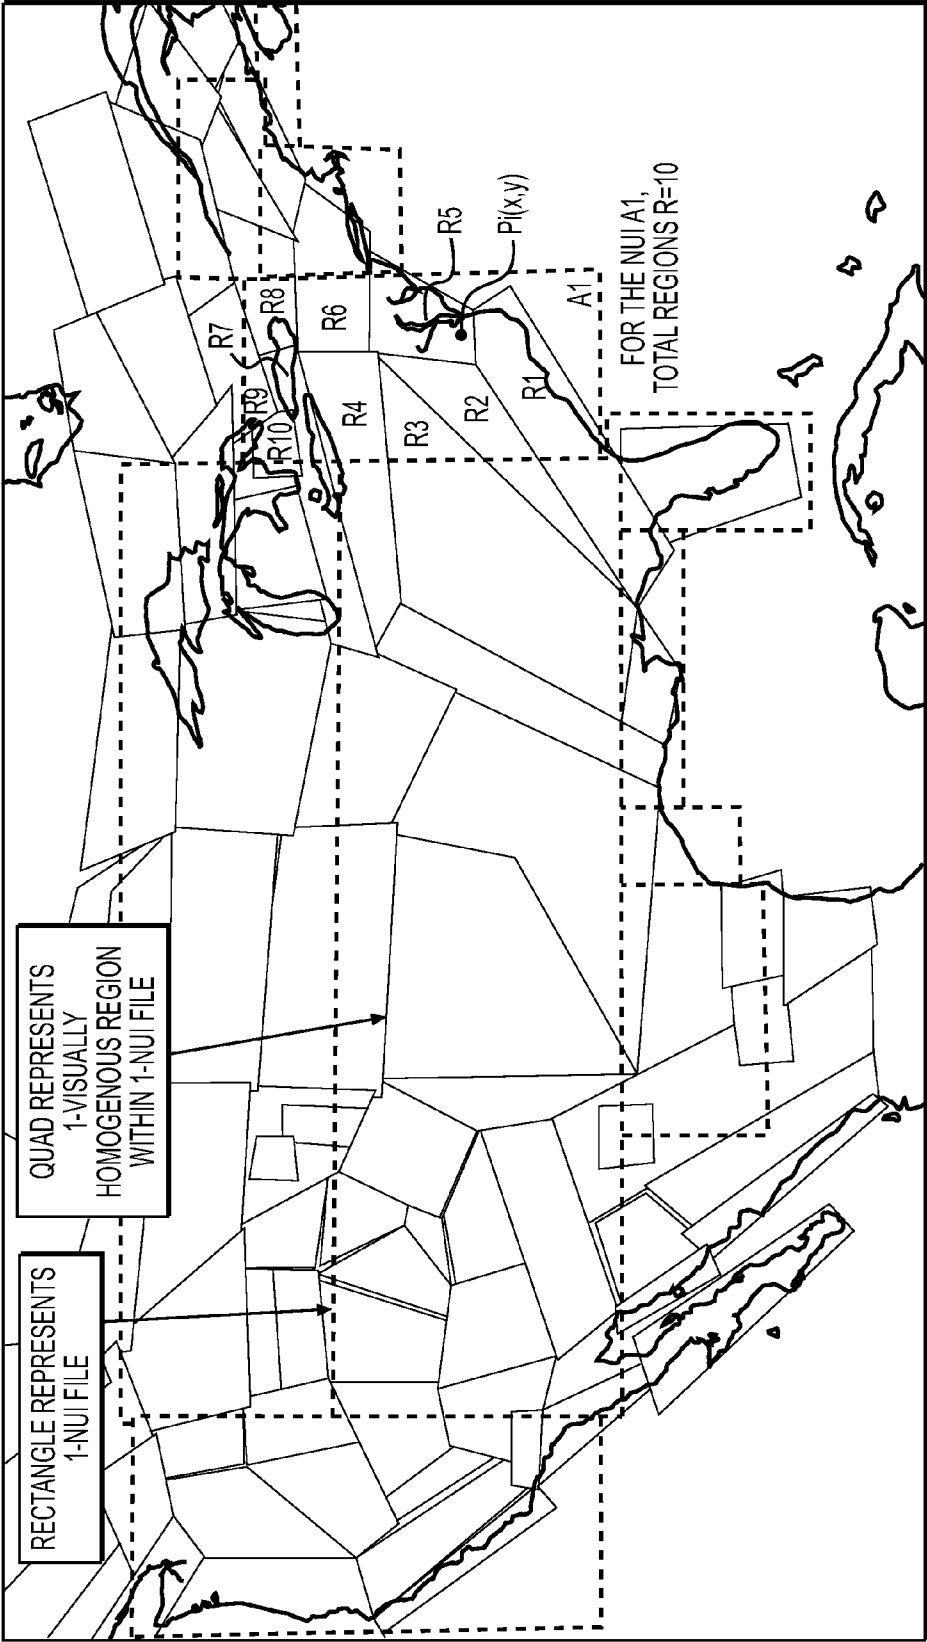 RECTANGLE REPRESENTS
1-NUI FILE
QUAD REPRESENTS
1-VISUALLY
HOMOGENOUS REGION
WITHIN 1-NUI FILE
R7
R8
R9
R10
R6
R4
R3
R2
R1
R5
Pi(x,y)
A1
FOR THE NUI A1,
TOTAL REGIONS R=10